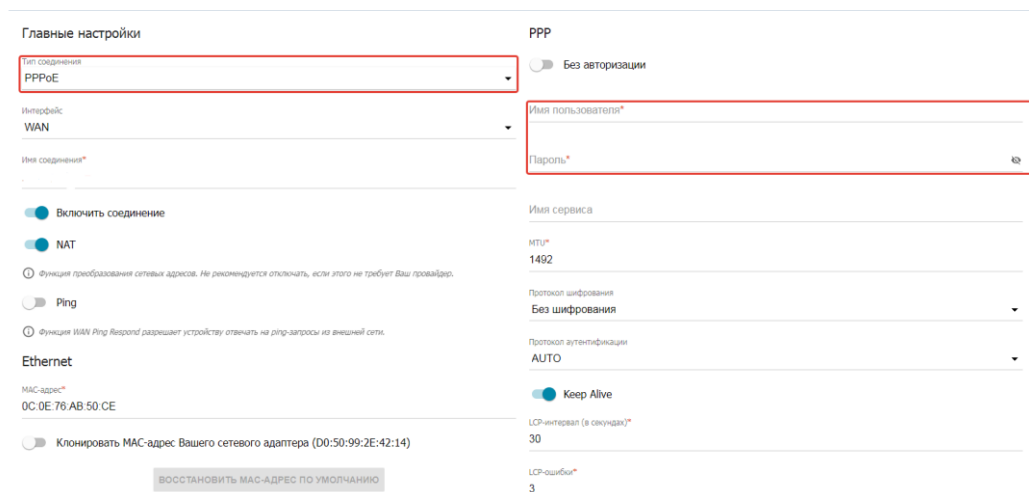 Главные настройки
Тип соединения
PPPoE
Интерфейс
WAN
Имя соединения*
Включить соединение
NAT
Функция преобразования сетевых адресов. Не рекомендуется отключать, если этого не требует Ваш провайдер.
Ping
Функция WAN Ping Respond разрешает устройству отвечать на ping-запросы из внешней сети.
Ethernet
MAC-адрес*
0C:0E:76:AB:50:CE
Клонировать MAC-адрес Вашего сетевого адаптера (D0:50:99:2E:42:14)
ВОССТАНОВИТЬ MAC-АДРЕС ПО УМОЛЧАНИЮ
PPP
Без авторизации
Имя пользователя*
Пароль*
Имя сервиса
MTU*
1492
Протокол шифрования
Без шифрования
Протокол аутентификации
AUTO
Keep Alive
LCP-интервал (в секундах)*
30
LCP-ошибки*
3